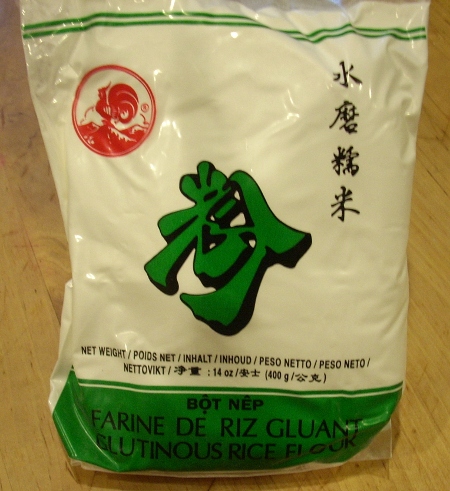 水磨糯米
粉
NET WEIGHT / POIDS NET / INHALT / INHOUD / PESO NETTO / PESO NETO /
NETTOVIKT / 净重 : 14 oz /安士 (400 g /公克)
BỘT NẾP
FARINE DE RIZ GLUANT
GLUTINOUS RICE FLOUR